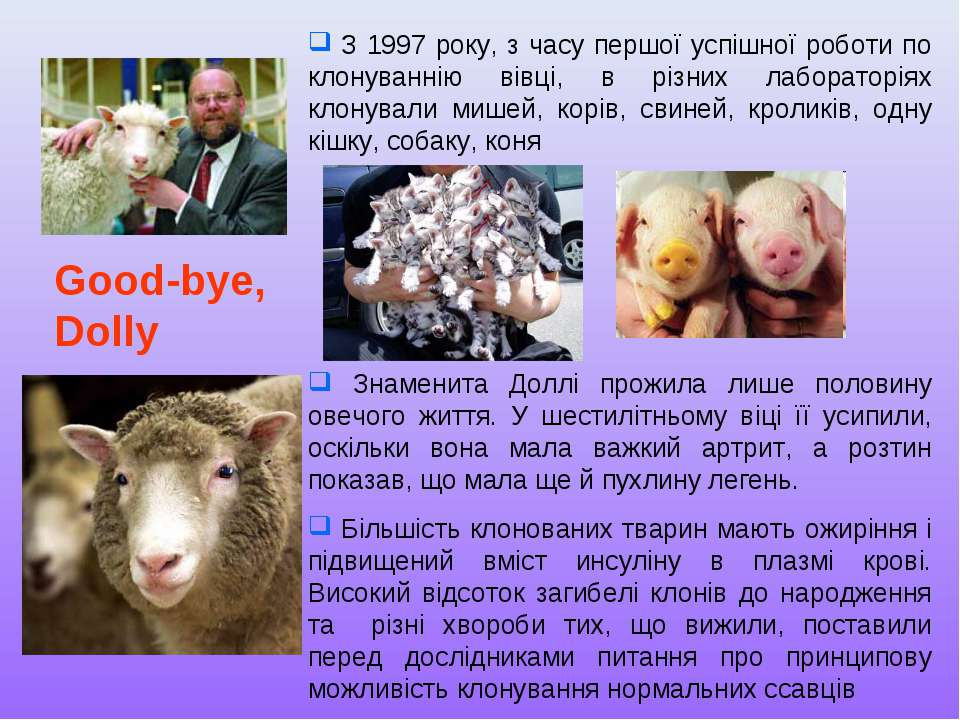 З 1997 року, з часу першої успішної роботи по
клонуваннію вівці, в різних лабораторіях
клонували мишей, корів, свиней, кроликів, одну
кішку, собаку, коня
Good-bye,
Dolly
Знаменита Доллі прожила лише половину
овечого життя. У шестилітньому віці її усипили,
оскільки вона мала важкий артрит, а розтин
показав, що мала ще й пухлину легень.
Більшість клонованих тварин мають ожиріння і
підвищений вміст инсуліну в плазмі крові.
Високий відсоток загибелі клонів до народження
та різні хвороби тих, що вижили, поставили
перед дослідниками питання про принципову
можливість клонування нормальних ссавців